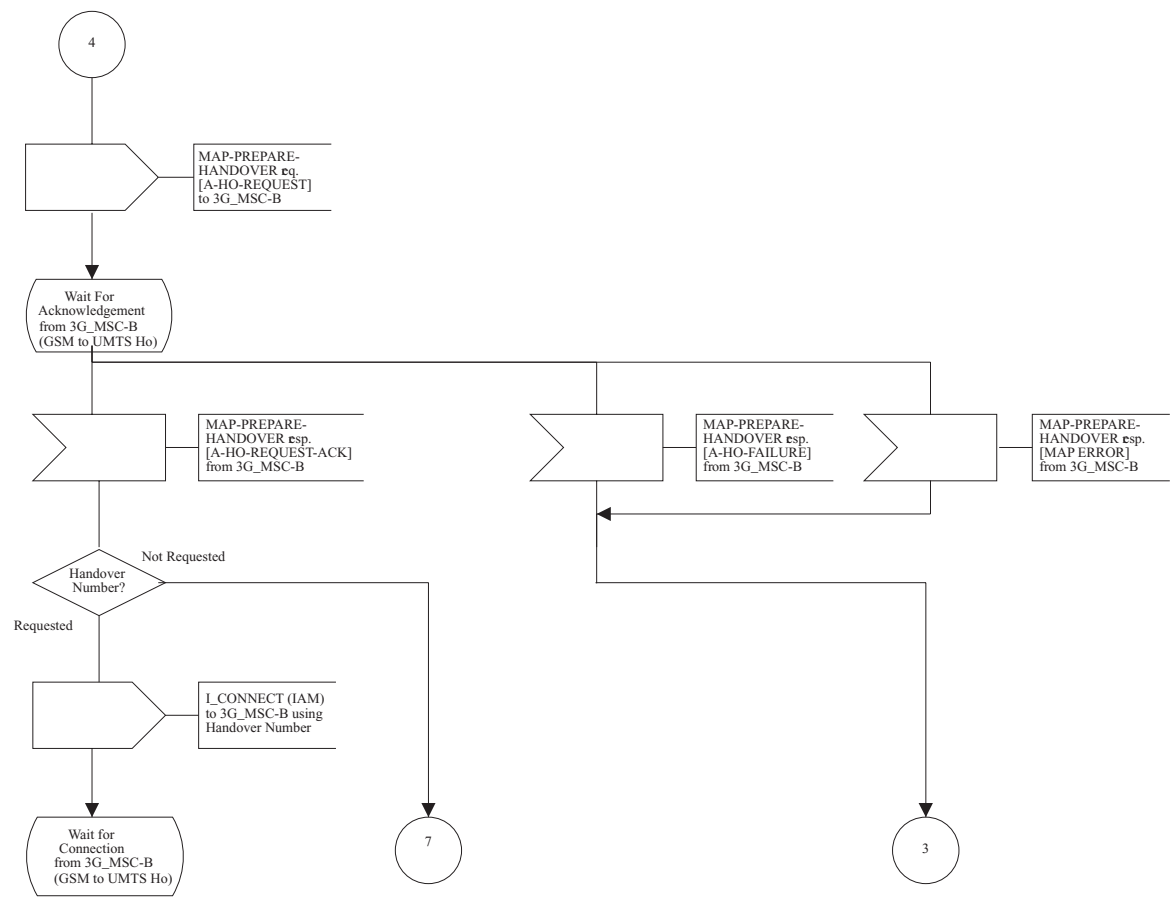 4
MAP-PREPARE-
HANDOVER req.
[A-HO-REQUEST]
to 3G_MSC-B
Wait For
Acknowledgement
from 3G_MSC-B
(GSM to UMTS Ho)
MAP-PREPARE-
HANDOVER resp.
[A-HO-REQUEST-ACK]
from 3G_MSC-B
MAP-PREPARE-
HANDOVER resp.
[A-HO-FAILURE]
from 3G_MSC-B
MAP-PREPARE-
HANDOVER resp.
[MAP ERROR]
from 3G_MSC-B
Handover
Number?
Not Requested
Requested
I_CONNECT (IAM)
to 3G_MSC-B using
Handover Number
Wait for
Connection
from 3G_MSC-B
(GSM to UMTS Ho)
7
3